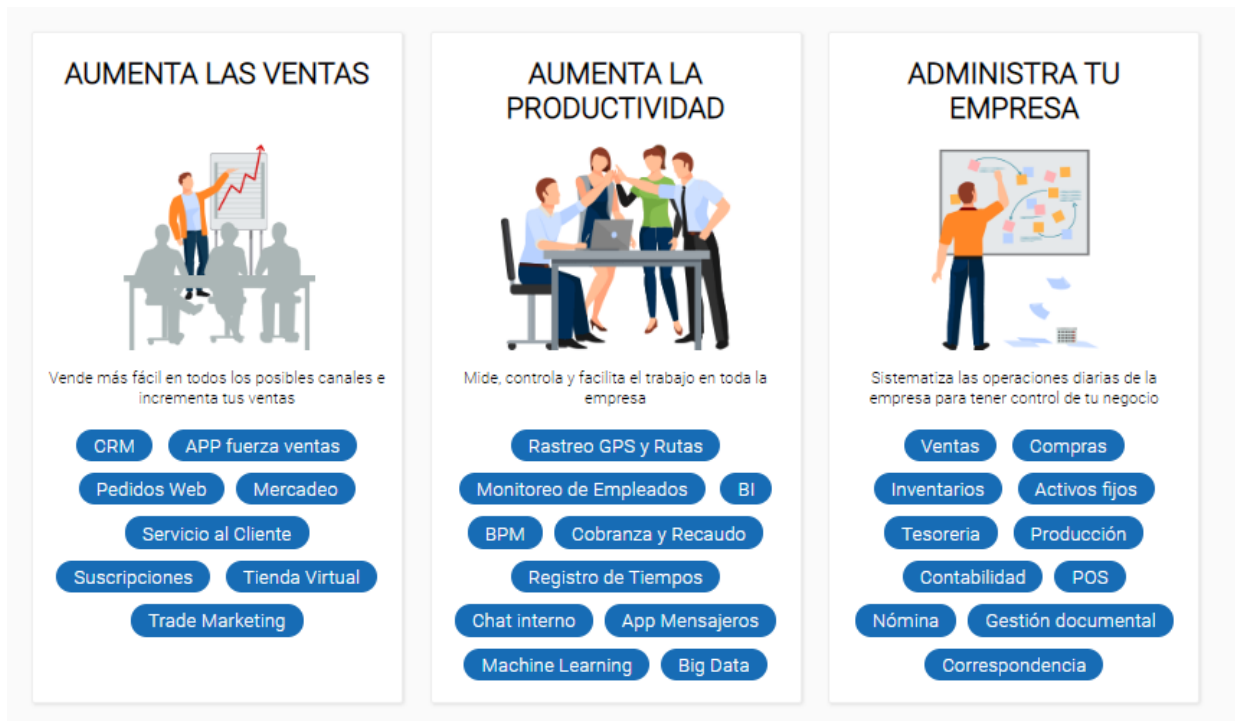 AUMENTA LAS VENTAS
Vende más fácil en todos los posibles canales e
incrementa tus ventas
CRM
APP fuerza ventas
Pedidos Web
Mercadeo
Servicio al Cliente
Suscripciones
Tienda Virtual
Trade Marketing
AUMENTA LA
PRODUCTIVIDAD
Mide, controla y facilita el trabajo en toda la
empresa
Rastreo GPS y Rutas
Monitoreo de Empleados
BI
BPM
Cobranza y Recaudo
Registro de Tiempos
Chat interno
App Mensajeros
Machine Learning
Big Data
ADMINISTRA TU
EMPRESA
Sistematiza las operaciones diarias de la
empresa para tener control de tu negocio
Ventas
Compras
Inventarios
Activos fijos
Tesoreria
Producción
Contabilidad
POS
Nómina
Gestión documental
Correspondencia